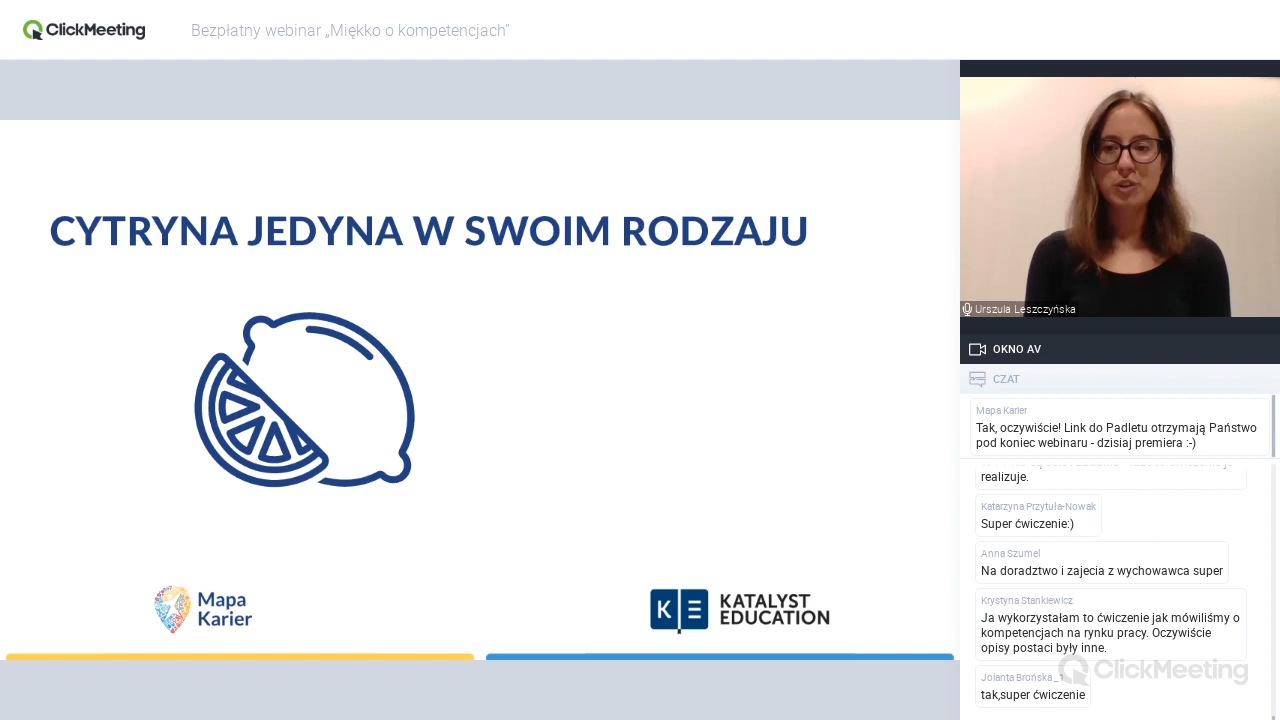 ClickMeeting
Bezpłatny webinar „Miękko o kompetencjach”
CYTRYNA JEDYNA W SWOIM RODZAJU
Mapa
Karier
KE
KATALYST
EDUCATION
Urszula Leszczyńska
OKNO AV
CZAT
Mapa Karier
Tak, oczywiście! Link do Padletu otrzymają Państwo
pod koniec webinaru - dzisiaj premiera :-)
realizuje.
Katarzyna Przytuła-Nowak
Super ćwiczenie:)
Anna Szumel
Na doradztwo i zajecia z wychowawca super
Krystyna Stankiewicz
Ja wykorzystałam to ćwiczenie jak mówiliśmy o
kompetencjach na rynku pracy. Oczywiście
opisy postaci były inne.
ClickMeeting
Jolanta Brońska _1
tak,super ćwiczenie